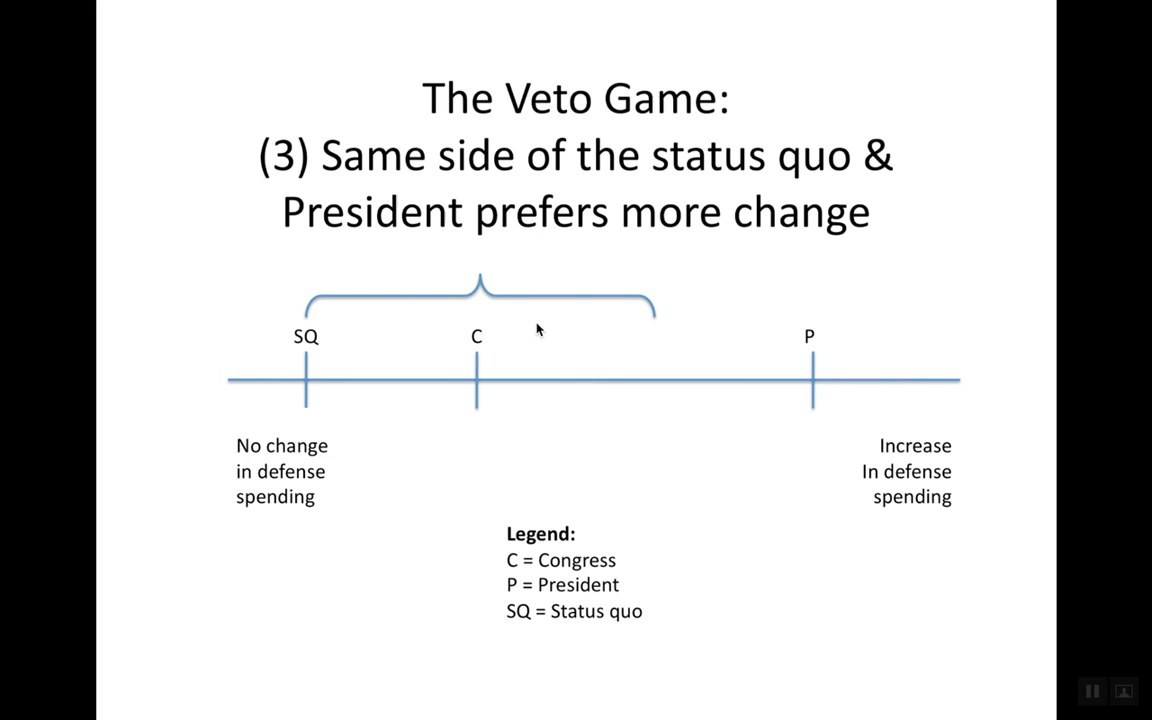 The Veto Game:
(3) Same side of the status quo &
President prefers more change
SQ
C
P
No change
in defense
spending
Increase
In defense
spending
Legend:
C = Congress
P = President
SQ = Status quo